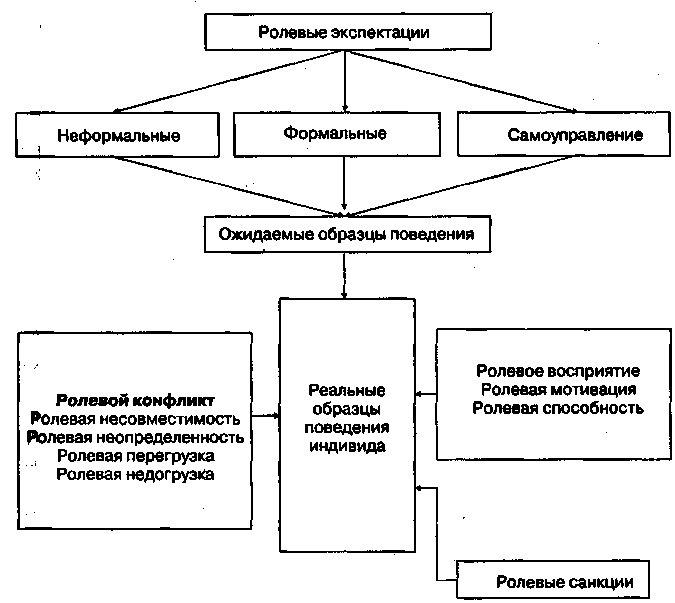 Ролевые экспектации
Неформальные
Формальные
Самоуправление
Ожидаемые образцы поведения
Ролевой конфликт
Ролевая несовместимость
Ролевая неопределенность
Ролевая перегрузка
Ролевая недогрузка
Реальные
образцы
поведения
индивида
Ролевое восприятие
Ролевая мотивация
Ролевая способность
Ролевые санкции